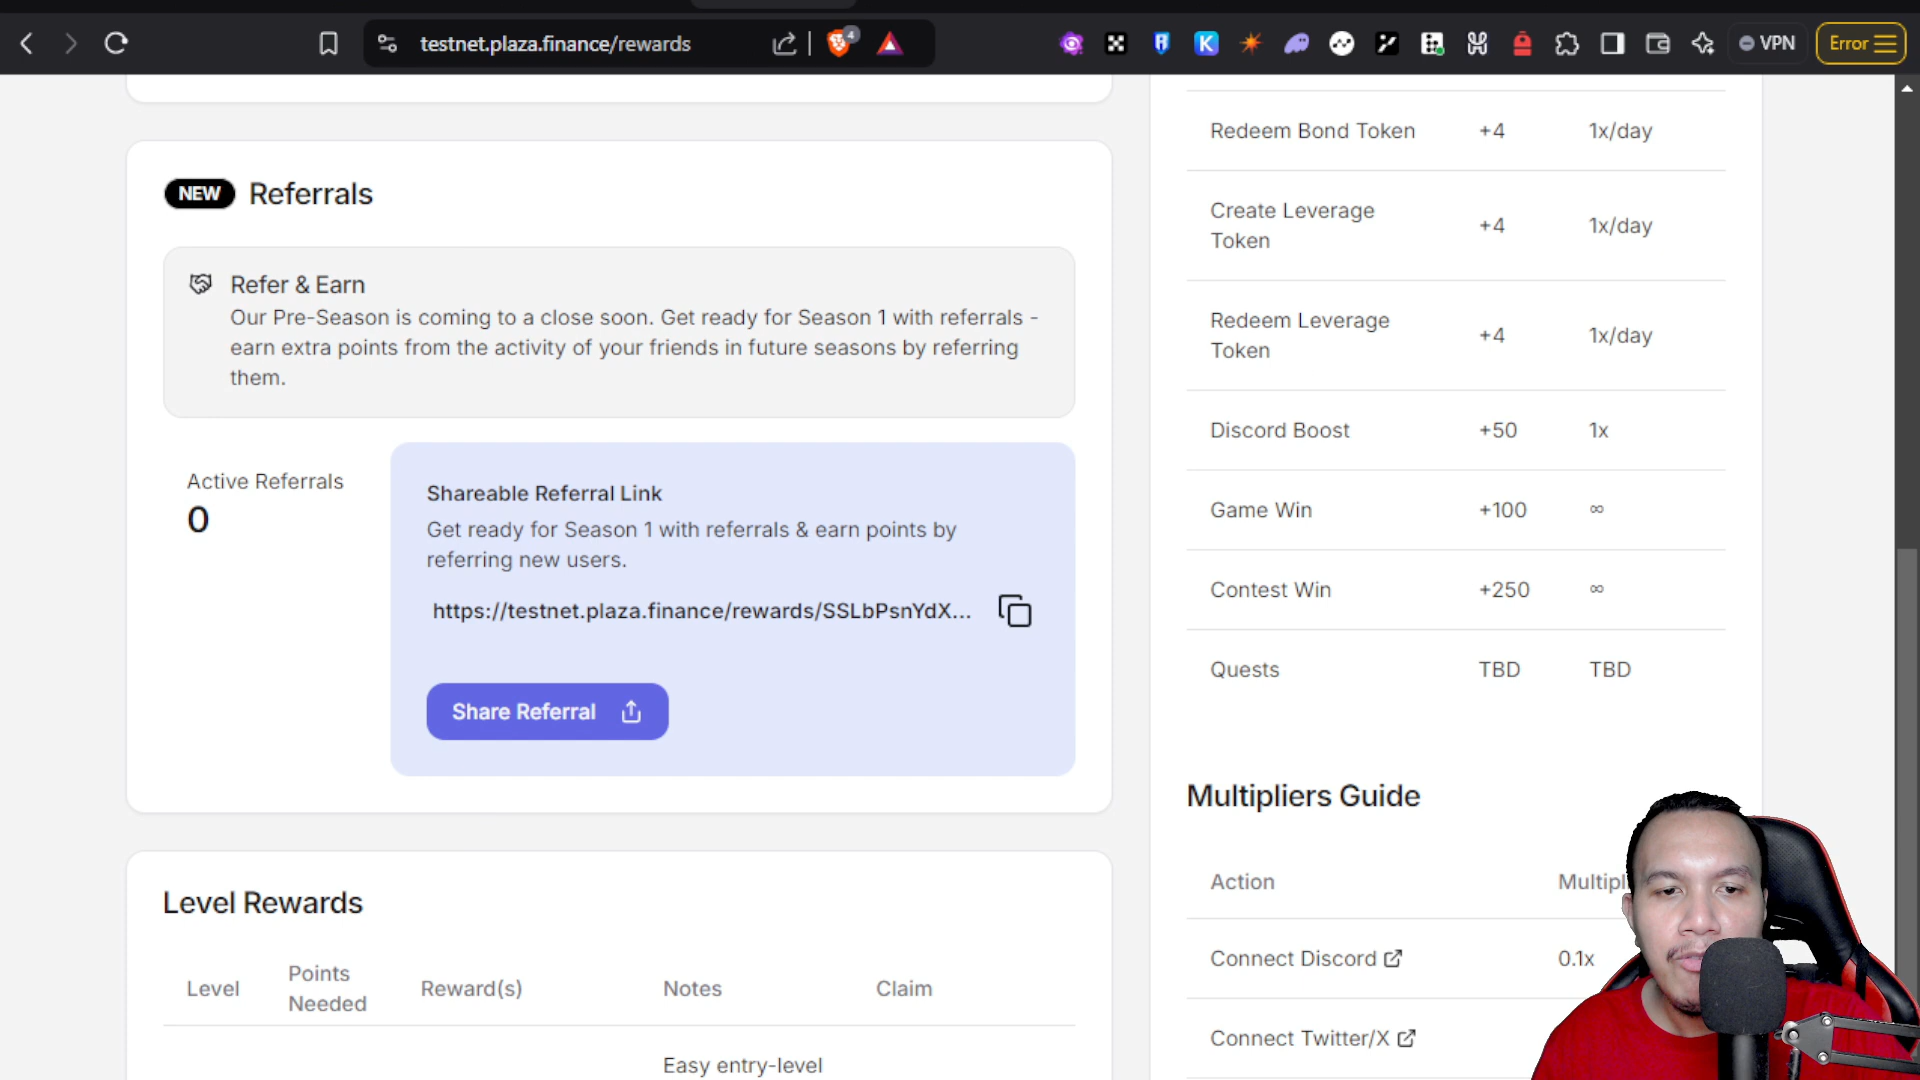 testnet.plaza.finance/rewards
4
VPN
Error
NEW Referrals
Refer & Earn
Our Pre-Season is coming to a close soon. Get ready for Season 1 with referrals -
earn extra points from the activity of your friends in future seasons by referring
them.
Active Referrals
0
Shareable Referral Link
Get ready for Season 1 with referrals & earn points by
referring new users.
https://testnet.plaza.finance/rewards/SSLbPsnYdX...
Share Referral
Level Rewards
Level
Points
Needed
Reward(s)
Notes
Claim
Easy entry-level
Redeem Bond Token +4 1x/day
Create Leverage
Token
+4 1x/day
Redeem Leverage
Token
+4 1x/day
Discord Boost +50 1x
Game Win +100 ∞
Contest Win +250 ∞
Quests TBD TBD
Multipliers Guide
Action
Connect Discord 0.1x
Connect Twitter/X